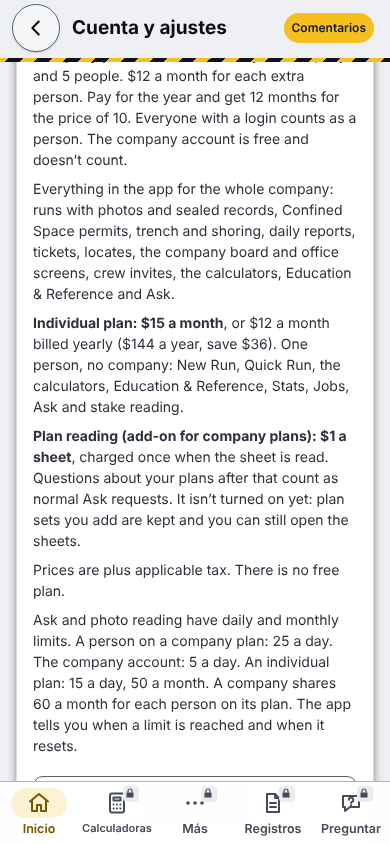 Cuenta y ajustes
Comentarios
and 5 people. $12 a month for each extra
person. Pay for the year and get 12 months for
the price of 10. Everyone with a login counts as a
person. The company account is free and
doesn’t count.
Everything in the app for the whole company:
runs with photos and sealed records, Confined
Space permits, trench and shoring, daily reports,
tickets, locates, the company board and office
screens, crew invites, the calculators, Education
& Reference and Ask.
Individual plan: $15 a month, or $12 a month
billed yearly ($144 a year, save $36). One
person, no company: New Run, Quick Run, the
calculators, Education & Reference, Stats, Jobs,
Ask and stake reading.
Plan reading (add-on for company plans): $1 a
sheet, charged once when the sheet is read.
Questions about your plans after that count as
normal Ask requests. It isn’t turned on yet: plan
sets you add are kept and you can still open the
sheets.
Prices are plus applicable tax. There is no free
plan.
Ask and photo reading have daily and monthly
limits. A person on a company plan: 25 a day.
The company account: 5 a day. An individual
plan: 15 a day, 50 a month. A company shares
60 a month for each person on its plan. The app
tells you when a limit is reached and when it
resets.
Inicio
Calculadoras
Más
Registros
Preguntar